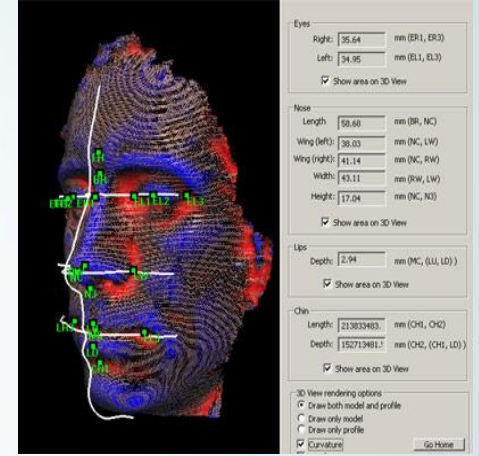 Eyes
Right: 35.64 mm (ER1, ER3)
Left: 34.95 mm (EL1, EL3)
Show area on 3D View
Nose
Length 58.68 mm (BR, NC)
Wing (left): 38.03 mm (NC, LW)
Wing (right): 41.14 mm (NC, RW)
Width: 43.11 mm (RW, LW)
Height: 17.04 mm (NC, N3)
Show area on 3D View
Lips
Depth: 2.94 mm (MC, (LU, LD) )
Show area on 3D View
Chin
Length: 213833483. mm (CH1, CH2)
Depth: 152713481. mm (CH2, (CH1, LD) )
Show area on 3D View
3D View rendering options
Draw both model and profile
Draw only model
Draw only profile
Curvature
Go Home
BR
EL1 EL2 EL3
NC
N3
LD
CH1